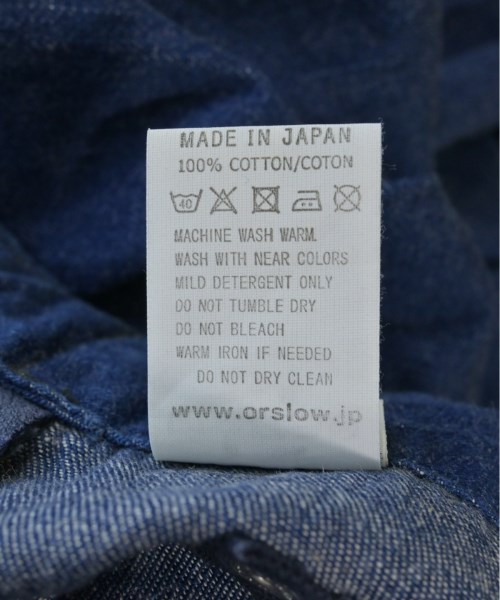 MADE IN JAPAN
100% COTTON/COTON
40
MACHINE WASH WARM.
WASH WITH NEAR COLORS
MILD DETERGENT ONLY
DO NOT TUMBLE DRY
DO NOT BLEACH
WARM IRON IF NEEDED
DO NOT DRY CLEAN
www.orslow.jp